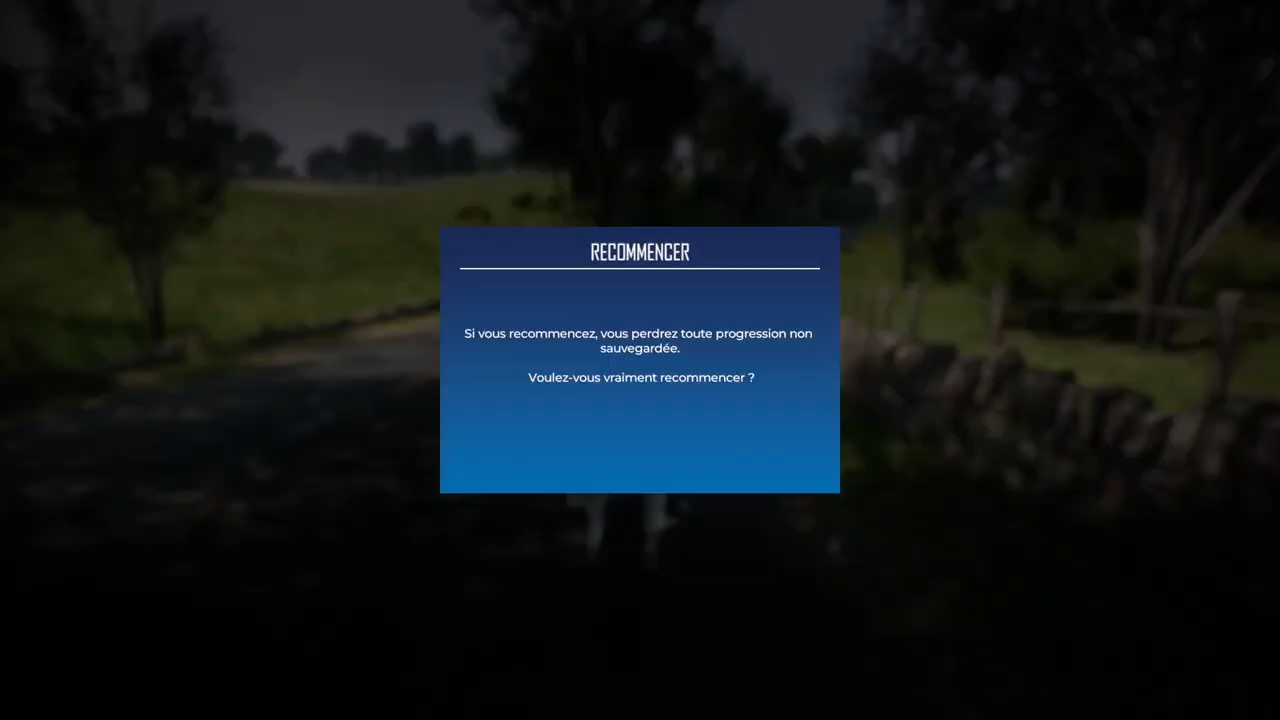 RECOMMENCER
Si vous recommencez, vous perdrez toute progression non
sauvegardée.
Voulez-vous vraiment recommencer ?